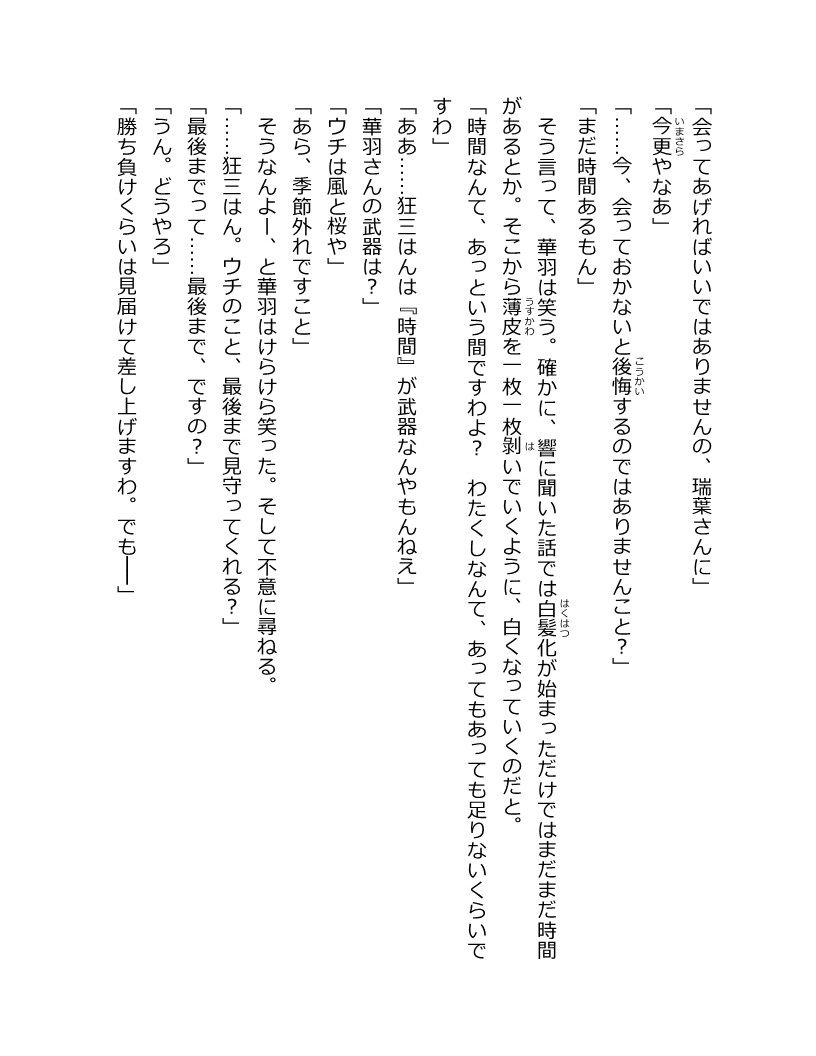 「会ってあげればいいではありませんの、瑞葉さんに」
「今更やなあ」
「……今、会っておかないと後悔するのではありませんこと？」
「まだ時間あるもん」
　そう言って、華羽は笑う。確かに、響に聞いた話では白髪化が始まっただけではまだまだ時間
があるとか。そこから薄皮を一枚一枚剝いでいくように、白くなっていくのだと。
「時間なんて、あっという間ですわよ？　わたくしなんて、あってもあっても足りないくらいで
すわ」
「ああ……狂三はんは『時間』が武器なんやもんねえ」
「華羽さんの武器は？」
「ウチは風と桜や」
「あら、季節外れですこと」
　そうなんよー、と華羽はけらけら笑った。そして不意に尋ねる。
「……狂三はん。ウチのこと、最後まで見守ってくれる？」
「最後までって……最後まで、ですの？」
「うん。どうやろ」
「勝ち負けくらいは見届けて差し上げますわ。でも――」